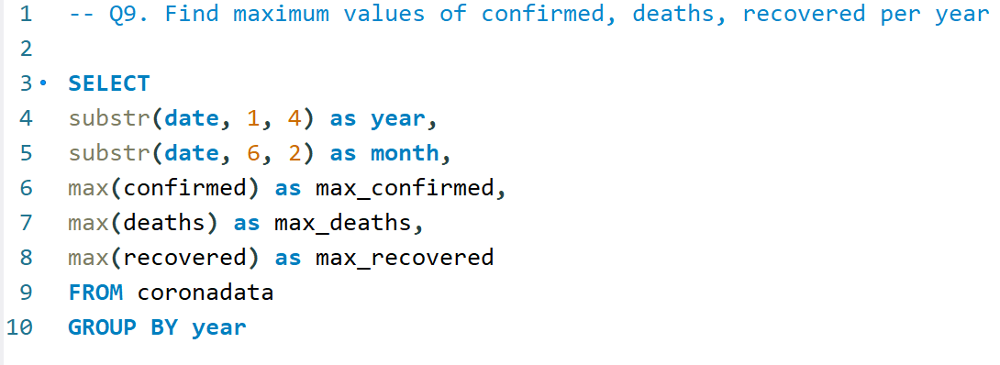 1 -- Q9. Find maximum values of confirmed, deaths, recovered per year
2
3 SELECT
4 substr(date, 1, 4) as year,
5 substr(date, 6, 2) as month,
6 max(confirmed) as max_confirmed,
7 max(deaths) as max_deaths,
8 max(recovered) as max_recovered
9 FROM coronadata
10 GROUP BY year